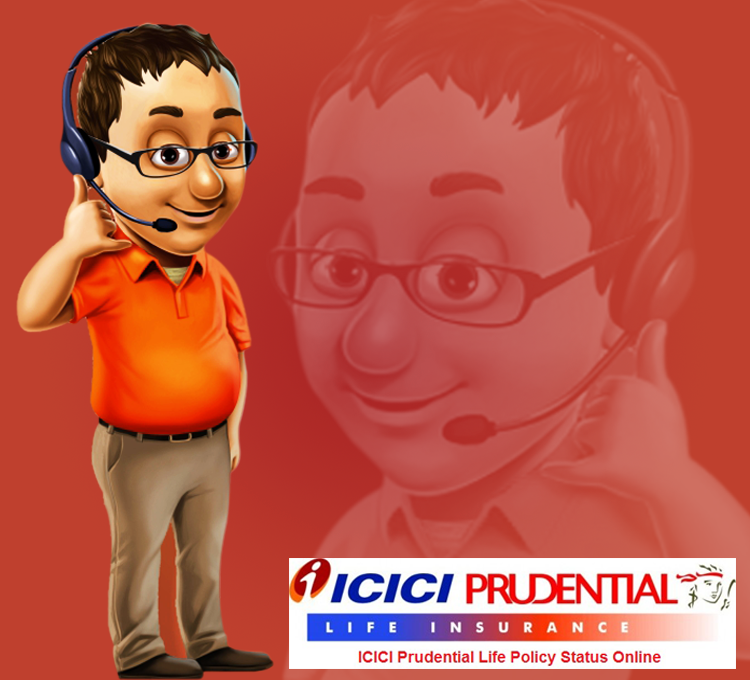 ICICI PRUDENTIAL
LIFE INSURANCE
ICICI Prudential Life Policy Status Online